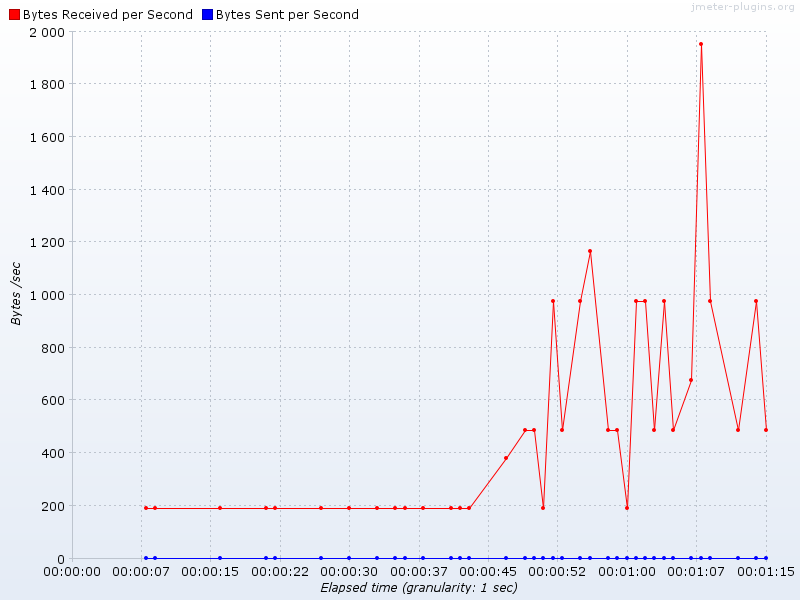 jmeter-plugins.org
Bytes Received per Second Bytes Sent per Second
2 000
1 800
1 600
1 400
1 200
1 000
800
600
400
200
0
Bytes /sec
00:00:00 00:00:07 00:00:15 00:00:22 00:00:30 00:00:37 00:00:45 00:00:52 00:01:00 00:01:07 00:01:15
Elapsed time (granularity: 1 sec)